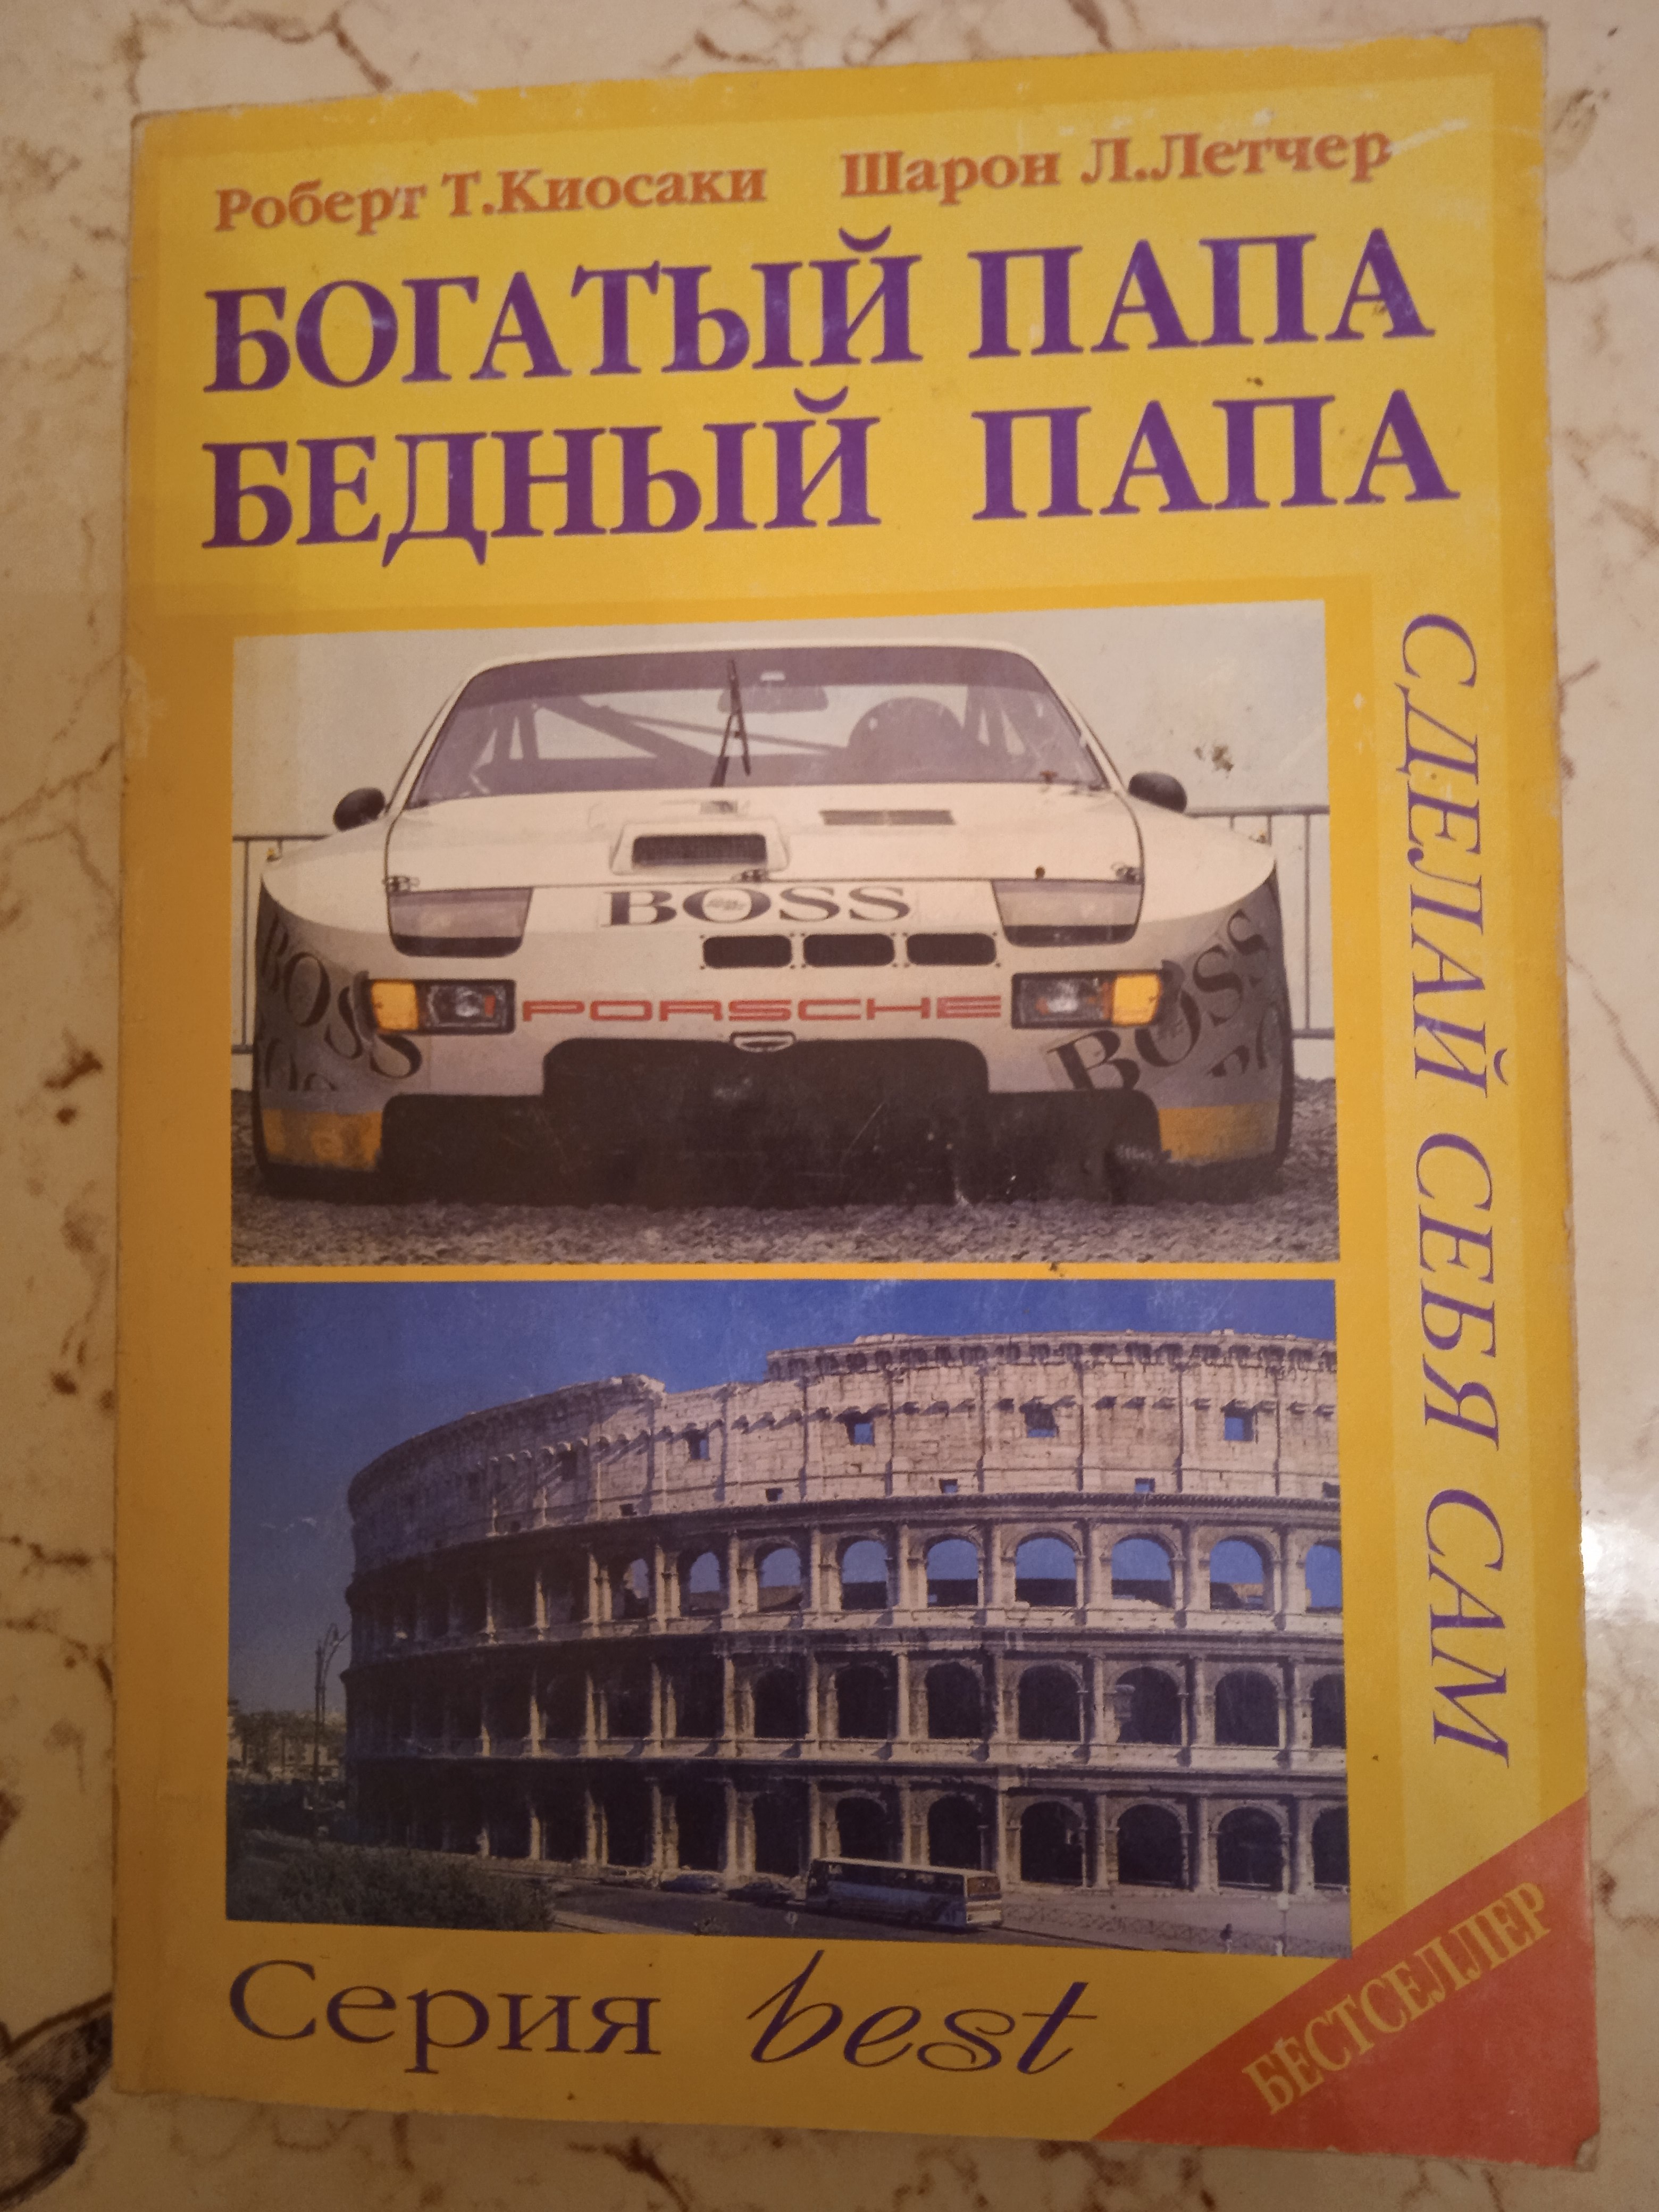 Роберт Т.Киосаки Шарон Л.Летчер
БОГАТЫЙ ПАПА
БЕДНЫЙ ПАПА
СДЕЛАЙ СЕБЯ САМ
BOSS
BOSS
PORSCHE
BOSS
Серия best
БЕСТСЕЛЛЕР